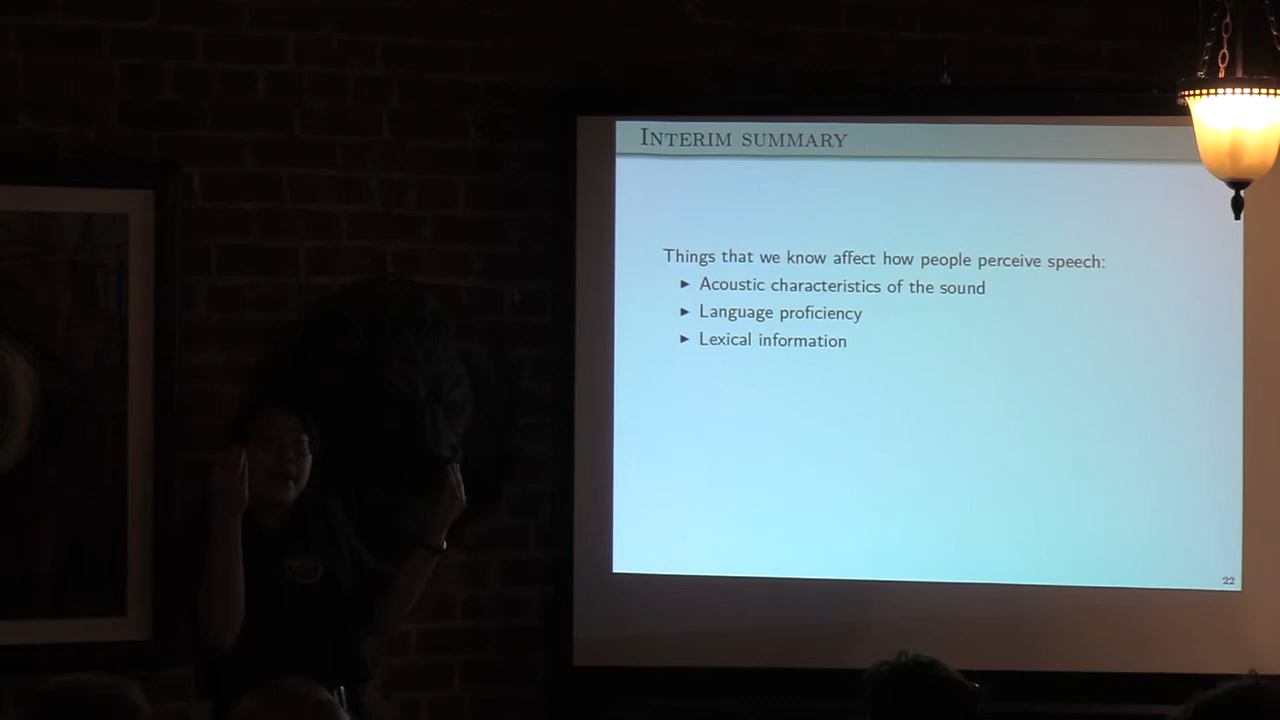 INTERIM SUMMARY
Things that we know affect how people perceive speech:
► Acoustic characteristics of the sound
► Language proficiency
► Lexical information
22